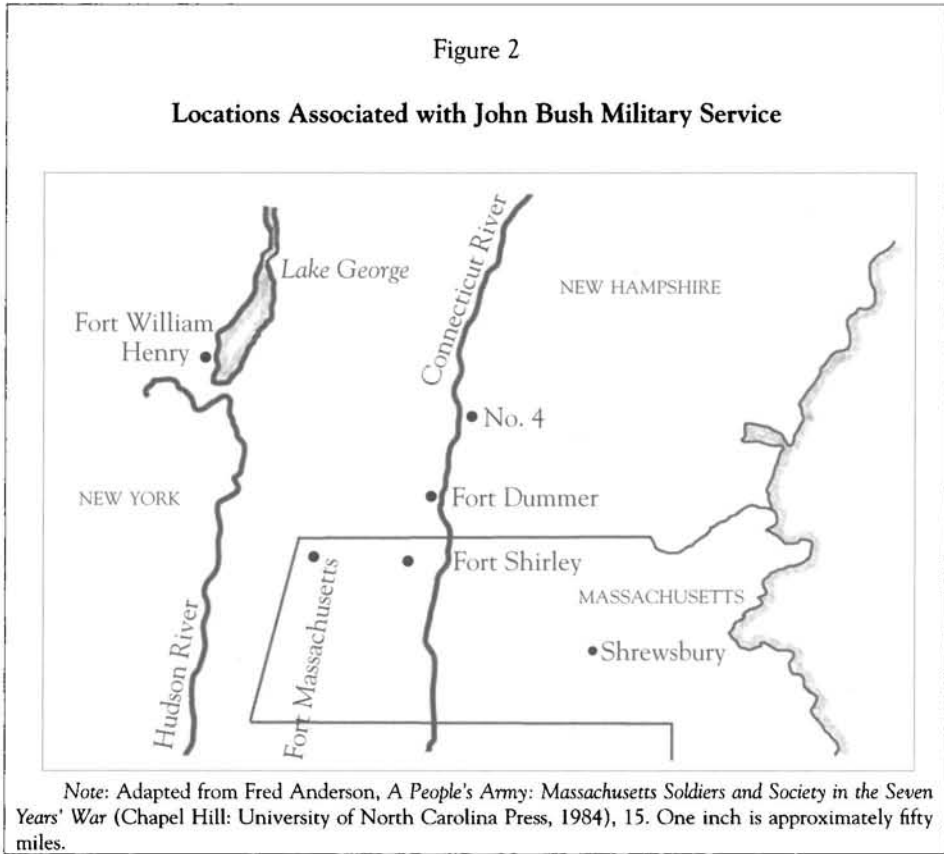 Figure 2
Locations Associated with John Bush Military Service
Lake George
Connecticut River
NEW HAMPSHIRE
Fort William
Henry
No. 4
NEW YORK
Fort Dummer
Fort Shirley
Fort Massachusetts
MASSACHUSETTS
Shrewsbury
Hudson River
Note: Adapted from Fred Anderson, A People's Army: Massachusetts Soldiers and Society in the Seven
Years' War (Chapel Hill: University of North Carolina Press, 1984), 15. One inch is approximately fifty
miles.